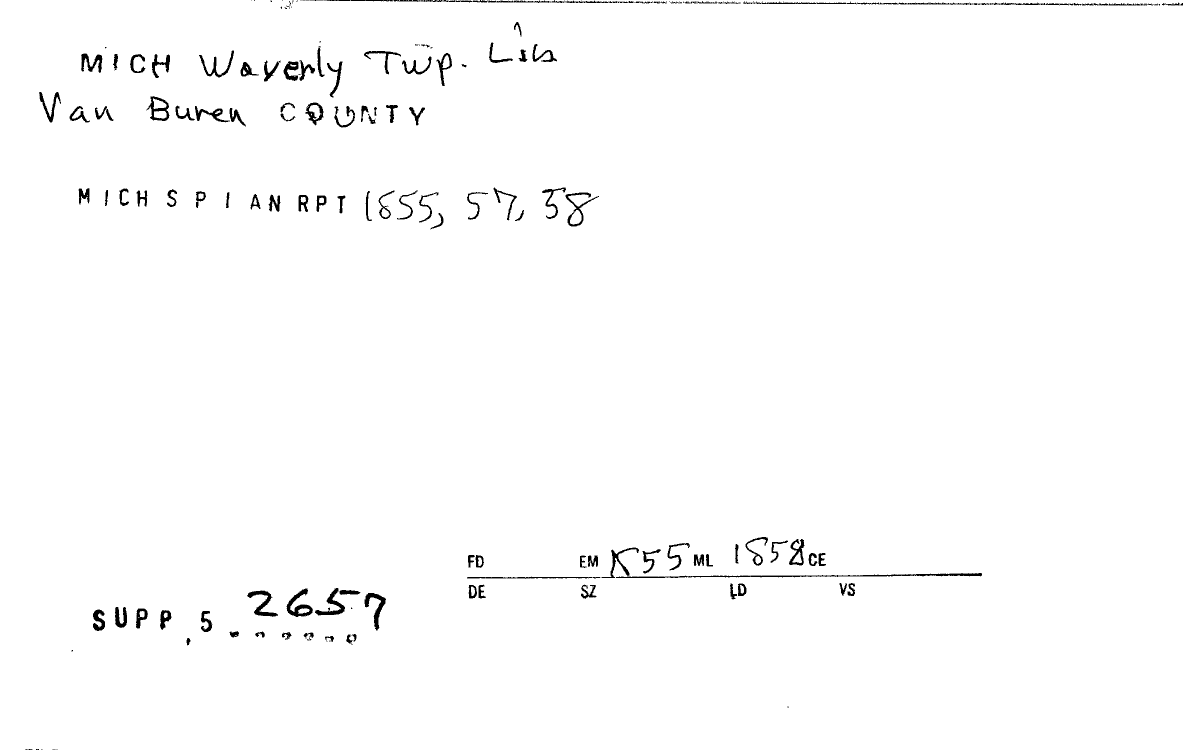 MICH Waverly Twp. Lib
Van Buren COUNTY
MICH S P I AN RPT 1855, 57, 58
FD EM 1855 ML 1858 CE
DE SZ LD VS
SUPP, 5 2657